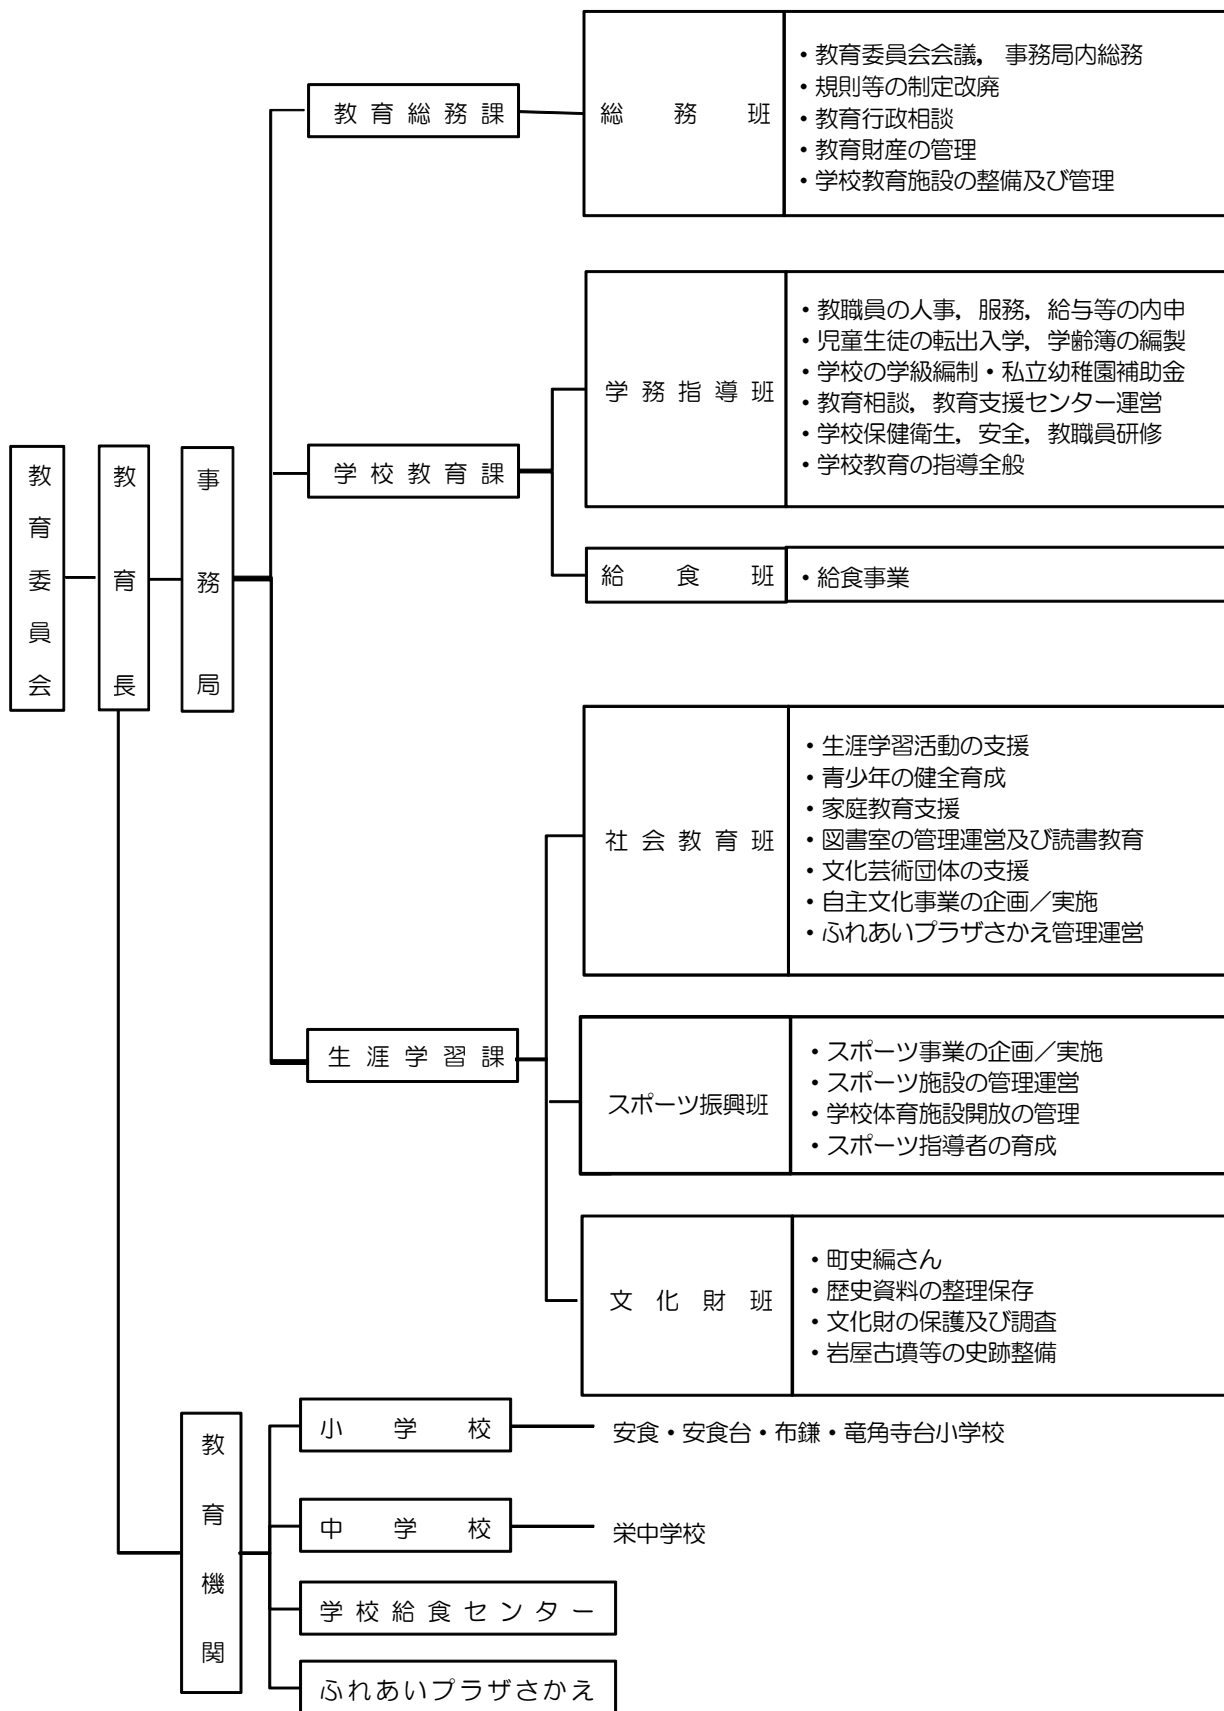 教育委員会
教育長
事務局
教育総務課
総務班
・教育委員会会議，事務局内総務
・規則等の制定改廃
・教育行政相談
・教育財産の管理
・学校教育施設の整備及び管理
学校教育課
学務指導班
・教職員の人事，服務，給与等の内申
・児童生徒の転出入学，学齢簿の編製
・学校の学級編制・私立幼稚園補助金
・教育相談，教育支援センター運営
・学校保健衛生，安全，教職員研修
・学校教育の指導全般
給食班
・給食事業
生涯学習課
社会教育班
・生涯学習活動の支援
・青少年の健全育成
・家庭教育支援
・図書室の管理運営及び読書教育
・文化芸術団体の支援
・自主文化事業の企画／実施
・ふれあいプラザさかえ管理運営
スポーツ振興班
・スポーツ事業の企画／実施
・スポーツ施設の管理運営
・学校体育施設開放の管理
・スポーツ指導者の育成
文化財班
・町史編さん
・歴史資料の整理保存
・文化財の保護及び調査
・岩屋古墳等の史跡整備
教育機関
小学校
安食・安食台・布鎌・竜角寺台小学校
中学校
栄中学校
学校給食センター
ふれあいプラザさかえ